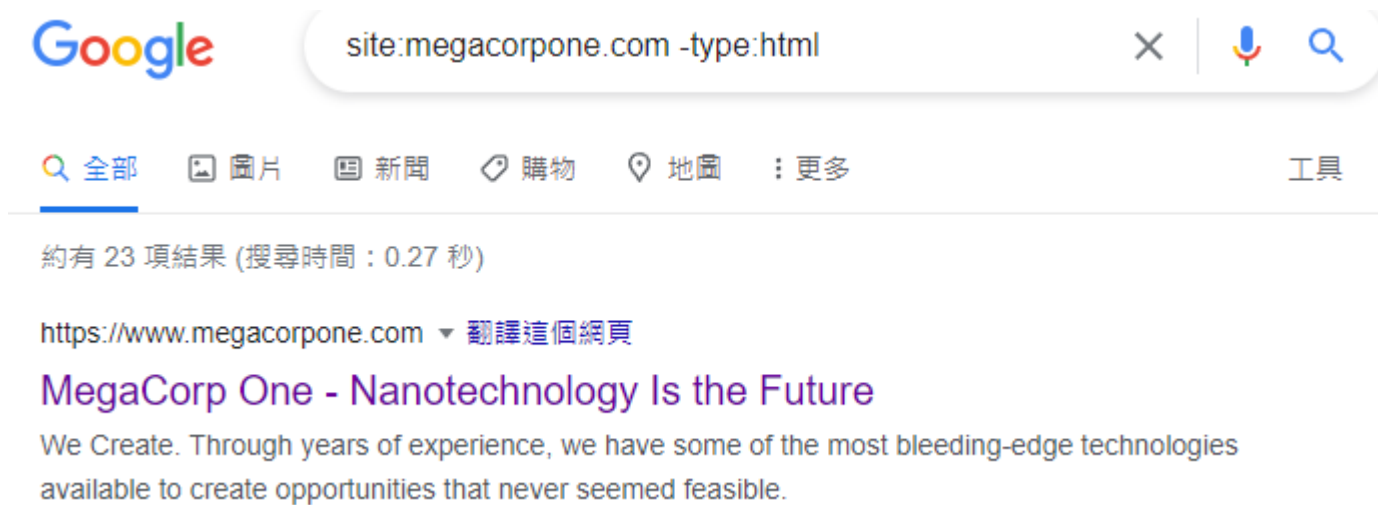 Google
site:megacorpone.com -type:html
全部 圖片 新聞 購物 地圖 更多 工具
約有 23 項結果 (搜尋時間：0.27 秒)
https://www.megacorpone.com 翻譯這個網頁
MegaCorp One - Nanotechnology Is the Future
We Create. Through years of experience, we have some of the most bleeding-edge technologies
available to create opportunities that never seemed feasible.